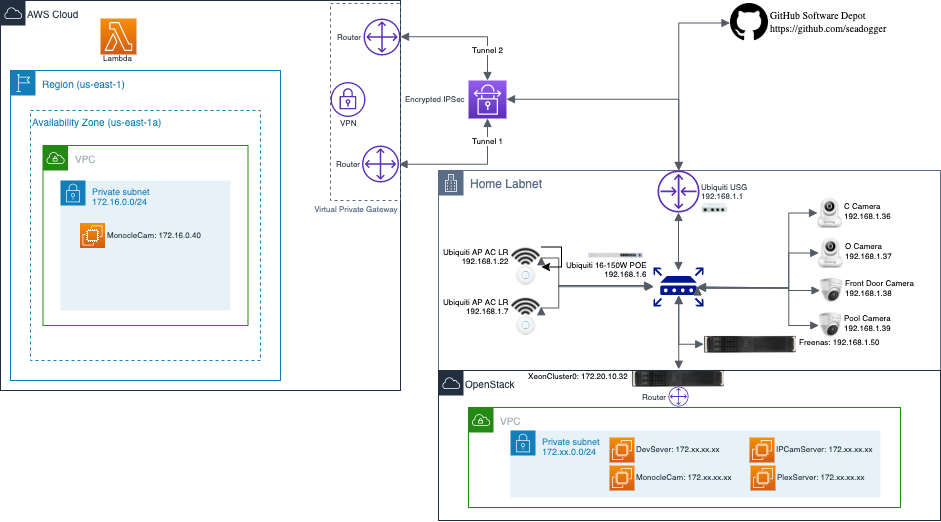 AWS Cloud
Lambda
Region (us-east-1)
Availability Zone (us-east-1a)
VPC
Private subnet
172.16.0.0/24
MonocleCam: 172.16.0.40
Router
VPN
Router
Virtual Private Gateway
Tunnel 2
Encrypted IPSec
Tunnel 1
GitHub Software Depot
https://github.com/seadogger
Home Labnet
Ubiquiti USG
192.168.1.1
Ubiquiti AP AC LR
192.168.1.22
Ubiquiti 16-150W POE
192.168.1.6
Ubiquiti AP AC LR
192.168.1.7
C Camera
192.168.1.36
O Camera
192.168.1.37
Front Door Camera
192.168.1.38
Pool Camera
192.168.1.39
Freenas: 192.168.1.50
XeonCluster0: 172.20.10.32
OpenStack
Router
VPC
Private subnet
172.xx.0.0/24
DevSever: 172.xx.xx.xx
IPCamServer: 172.xx.xx.xx
MonocleCam: 172.xx.xx.xx
PlexServer: 172.xx.xx.xx